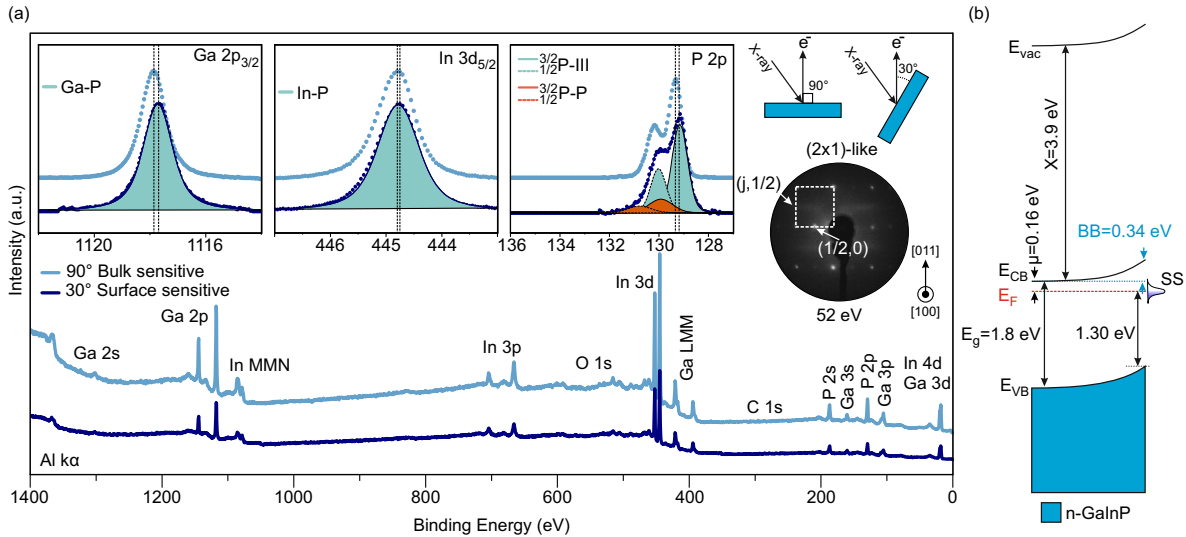 (a)
Ga 2p3/2
Ga-P
1120
1116
In 3d5/2
In-P
446
444
P 2p
3/2
1/2P-III
3/2
1/2P-P
136
134
132
130
128
X-ray
e-
90°
X-ray
e-
30°
(2x1)-like
(j,1/2)
(1/2,0)
52 eV
[011]
[100]
Intensity (a.u.)
90° Bulk sensitive
30° Surface sensitive
Ga 2s
Ga 2p
In MMN
In 3p
O 1s
In 3d
Ga LMM
C 1s
P 2s
Ga 3s
P 2p
Ga 3p
In 4d
Ga 3d
Al kα
1400
1200
1000
800
600
400
200
0
Binding Energy (eV)
(b)
Evac
X=3.9 eV
μ=0.16 eV
BB=0.34 eV
ECB
SS
EF
Eg=1.8 eV
1.30 eV
EVB
n-GaInP